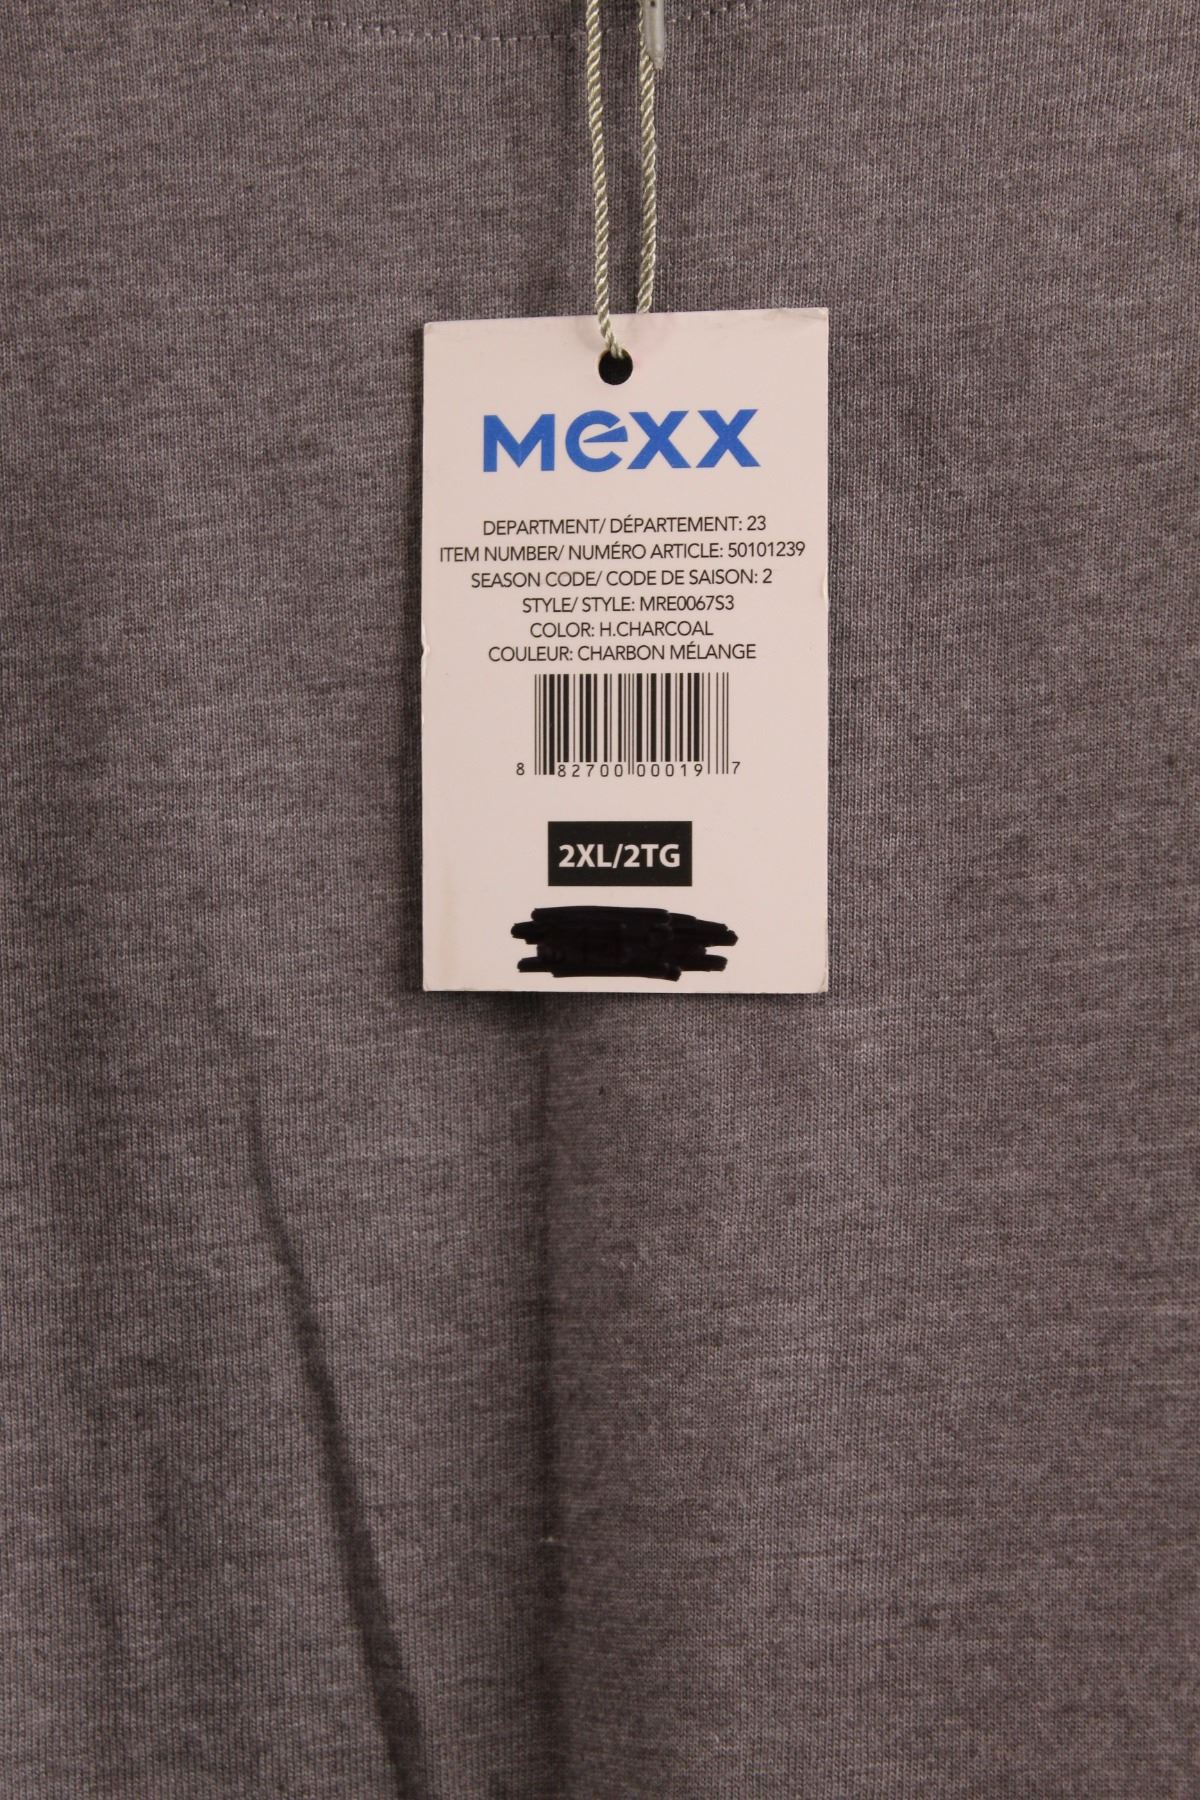 mexx
DEPARTMENT/ DÉPARTEMENT: 23
ITEM NUMBER/ NUMÉRO ARTICLE: 50101239
SEASON CODE/ CODE DE SAISON: 2
STYLE/ STYLE: MRE0067S3
COLOR: H.CHARCOAL
COULEUR: CHARBON MÉLANGE
8 82700 00019 7
2XL/2TG